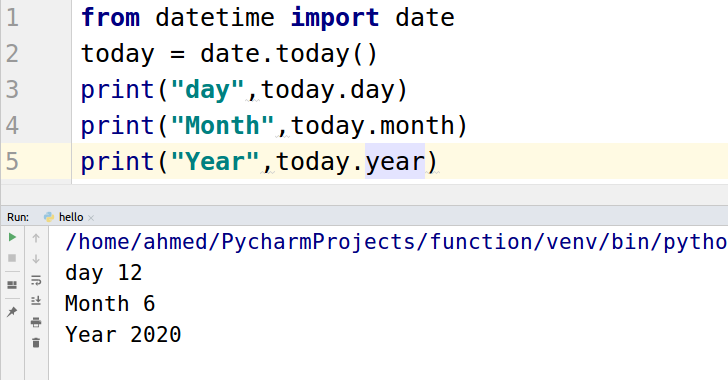 1 from datetime import date
2 today = date.today()
3 print("day",today.day)
4 print("Month",today.month)
5 print("Year",today.year)
Run: hello ×
/home/ahmed/PycharmProjects/function/venv/bin/pytho
day 12
Month 6
Year 2020